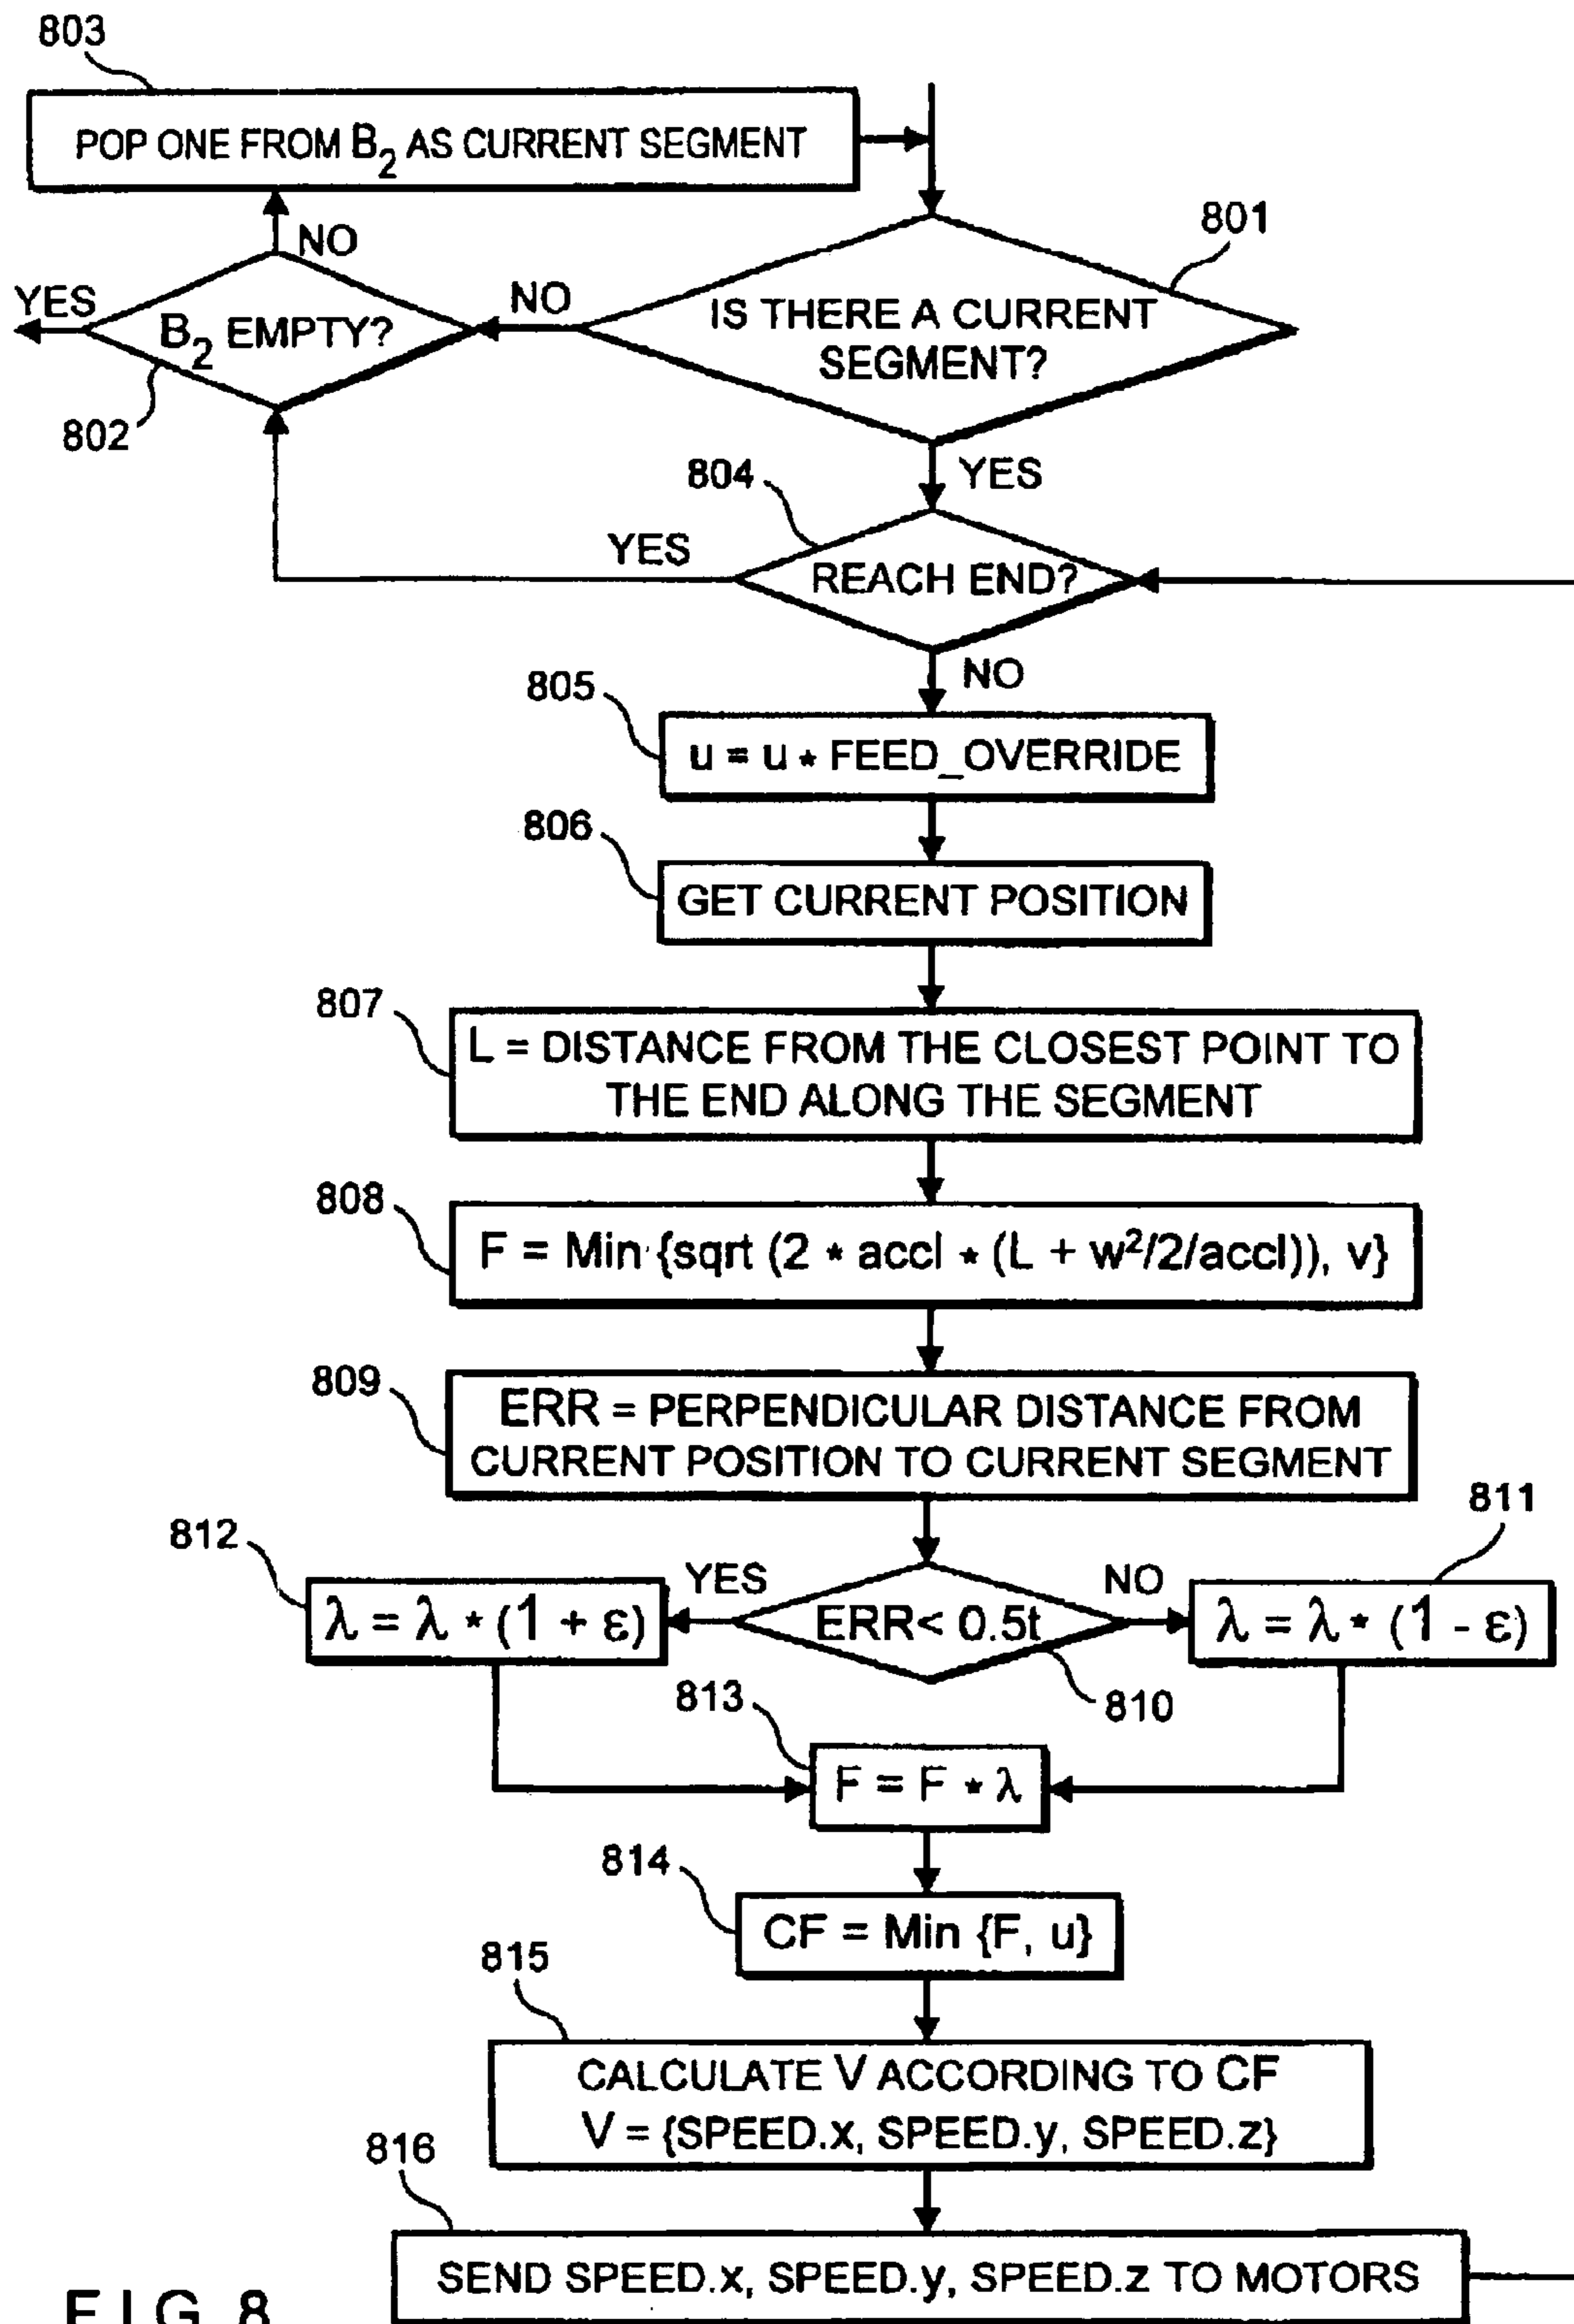 803
POP ONE FROM B₂ AS CURRENT SEGMENT
801
NO
YES
NO
B₂ EMPTY?
IS THERE A CURRENT
SEGMENT?
802
804
YES
YES
REACH END?
NO
805
u = u * FEED_OVERRIDE
806
GET CURRENT POSITION
807
L = DISTANCE FROM THE CLOSEST POINT TO
THE END ALONG THE SEGMENT
808
F = Min {sqrt (2 * accl * (L + w²/2/accl)), v}
809
ERR = PERPENDICULAR DISTANCE FROM
CURRENT POSITION TO CURRENT SEGMENT
811
812
YES
NO
λ = λ * (1 + ε)
ERR< 0.5t
λ = λ * (1 - ε)
810
813
F = F * λ
814
CF = Min {F, u}
815
CALCULATE V ACCORDING TO CF
V = {SPEED.x, SPEED.y, SPEED.z}
816
SEND SPEED.x, SPEED.y, SPEED.z TO MOTORS
FIG. 8